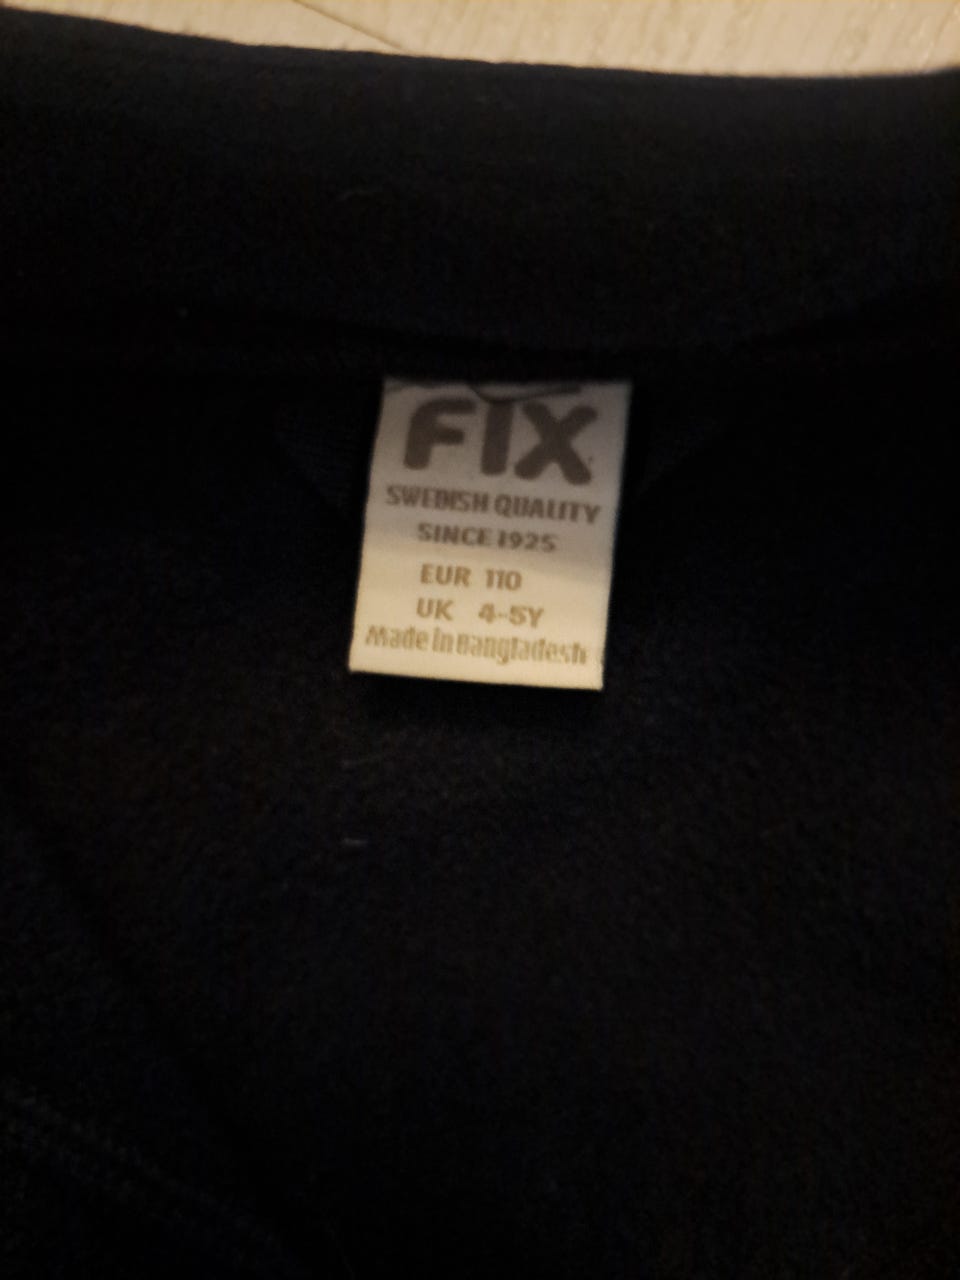 FIX
SWEDISH QUALITY
SINCE 1925
EUR 110
UK 4-5Y
Made in Bangladesh